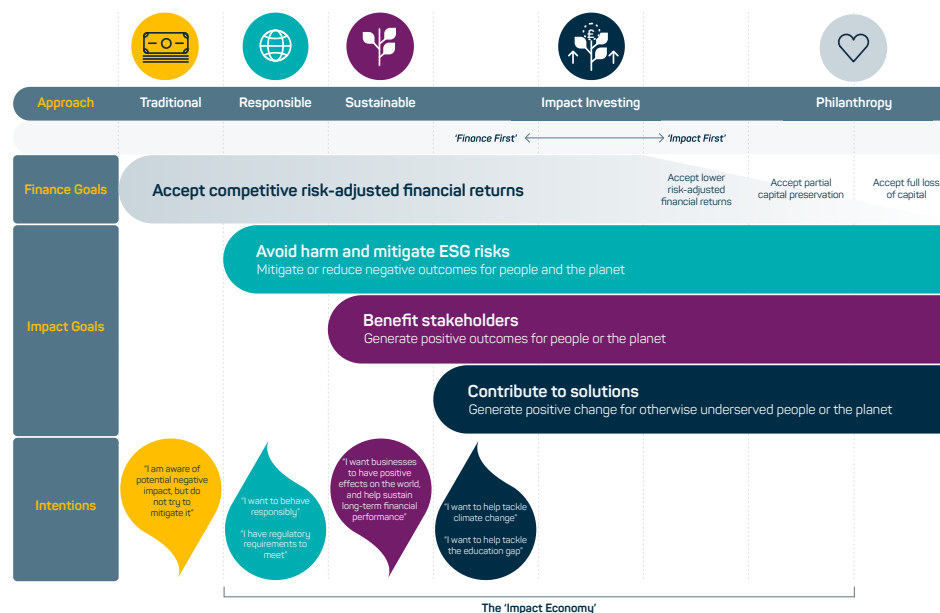 £
Approach
Traditional
Responsible
Sustainable
Impact Investing
Philanthropy
'Finance First'
'Impact First'
Finance Goals
Accept competitive risk-adjusted financial returns
Accept lower
risk-adjusted
financial returns
Accept partial
capital preservation
Accept full loss
of capital
Impact Goals
Avoid harm and mitigate ESG risks
Mitigate or reduce negative outcomes for people and the planet
Benefit stakeholders
Generate positive outcomes for people or the planet
Contribute to solutions
Generate positive change for otherwise underserved people or the planet
Intentions
"I am aware of
potential negative
impact, but do
not try to
mitigate it"
"I want to behave
responsibly"
"I have regulatory
requirements to
meet"
"I want businesses
to have positive
effects on the world,
and help sustain
long-term financial
performance"
"I want to help tackle
climate change"
"I want to help tackle
the education gap"
The 'Impact Economy'